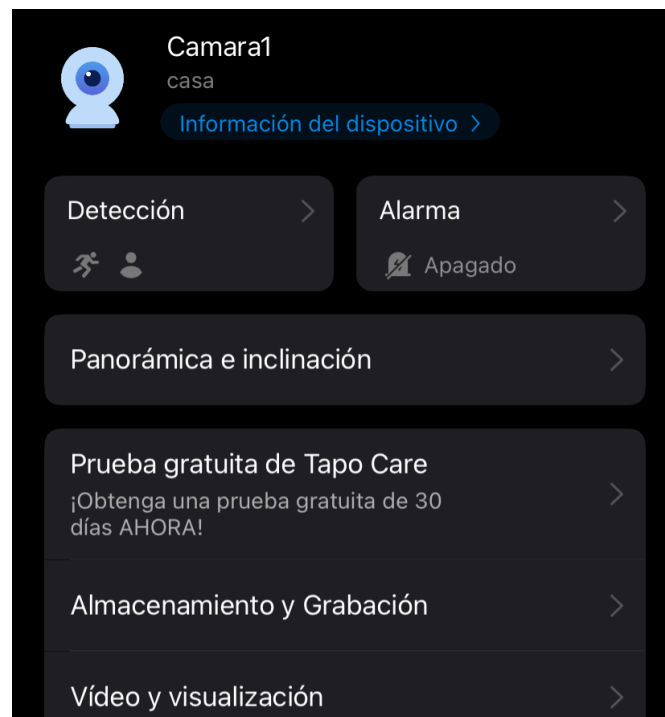 Camara1
casa
Información del dispositivo >
Detección
Alarma
Apagado
Panorámica e inclinación
Prueba gratuita de Tapo Care
¡Obtenga una prueba gratuita de 30
días AHORA!
Almacenamiento y Grabación
Vídeo y visualización